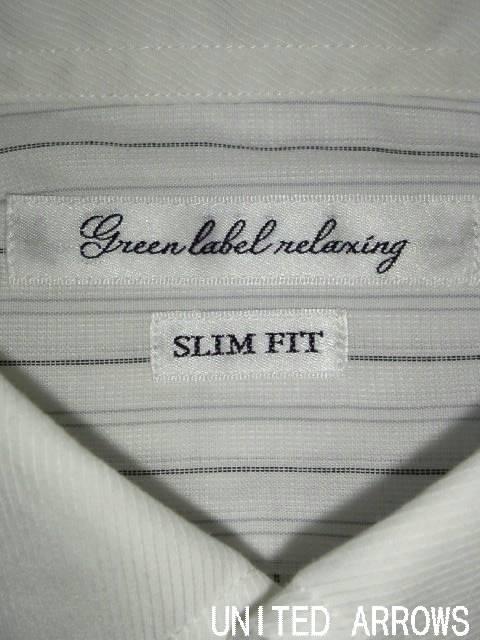 Green label relaxing
SLIM FIT
UNITED ARROWS